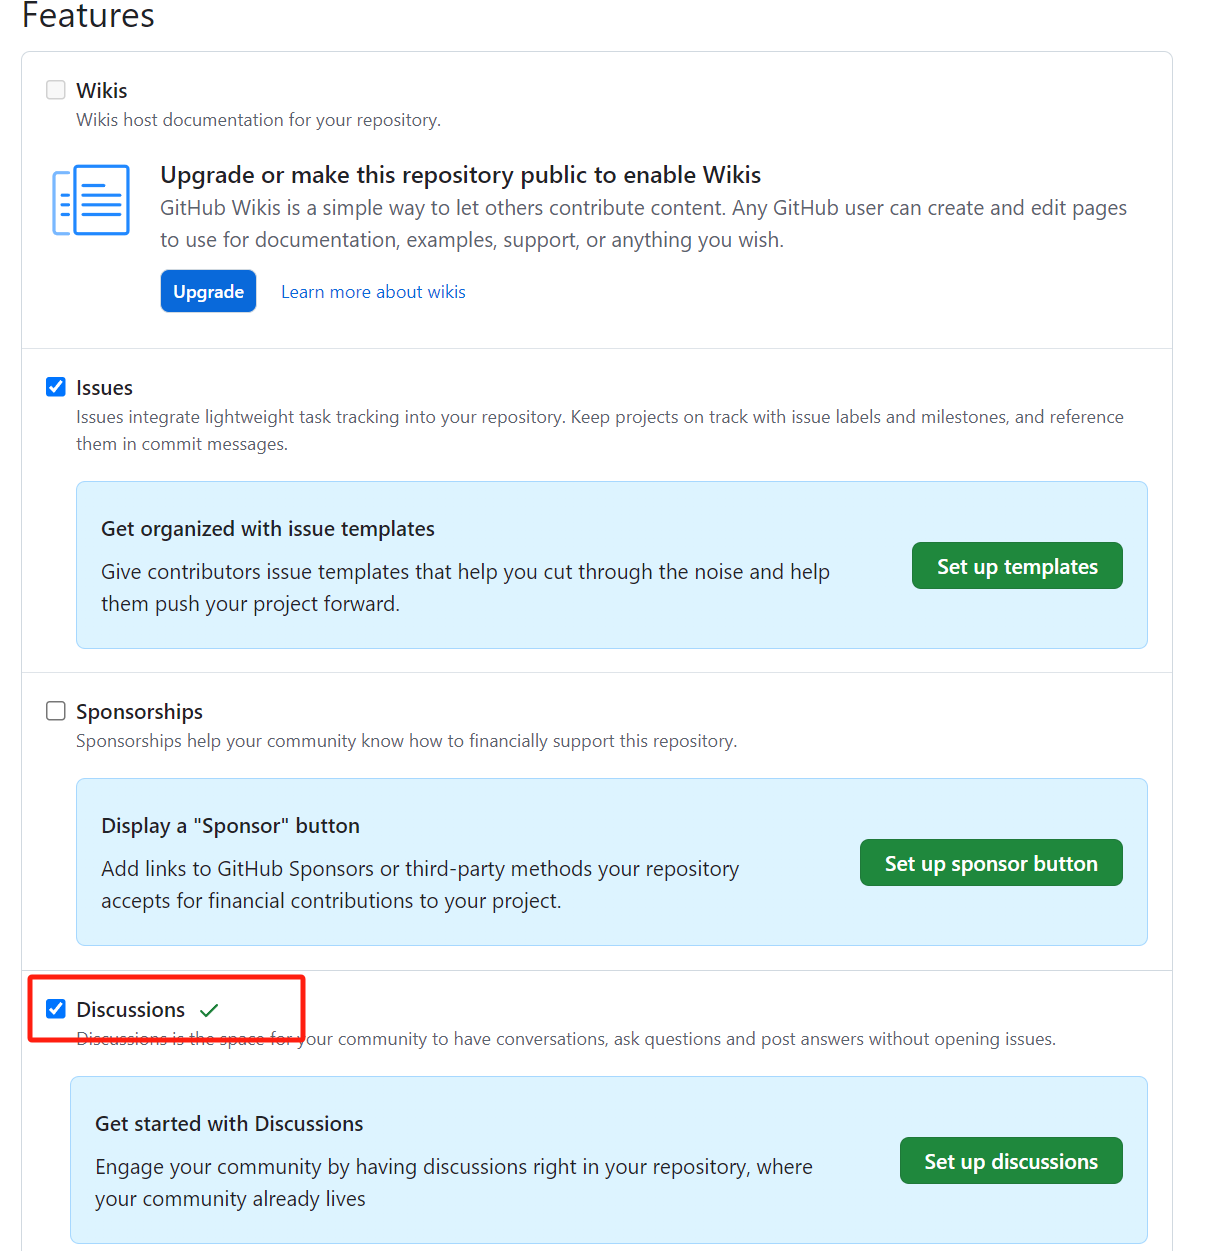 Features
Wikis
Wikis host documentation for your repository.
Upgrade or make this repository public to enable Wikis
GitHub Wikis is a simple way to let others contribute content. Any GitHub user can create and edit pages
to use for documentation, examples, support, or anything you wish.
Upgrade Learn more about wikis
Issues
Issues integrate lightweight task tracking into your repository. Keep projects on track with issue labels and milestones, and reference
them in commit messages.
Get organized with issue templates
Give contributors issue templates that help you cut through the noise and help
them push your project forward.
Set up templates
Sponsorships
Sponsorships help your community know how to financially support this repository.
Display a "Sponsor" button
Add links to GitHub Sponsors or third-party methods your repository
accepts for financial contributions to your project.
Set up sponsor button
Discussions
Discussions is the space for your community to have conversations, ask questions and post answers without opening issues.
Get started with Discussions
Engage your community by having discussions right in your repository, where
your community already lives
Set up discussions